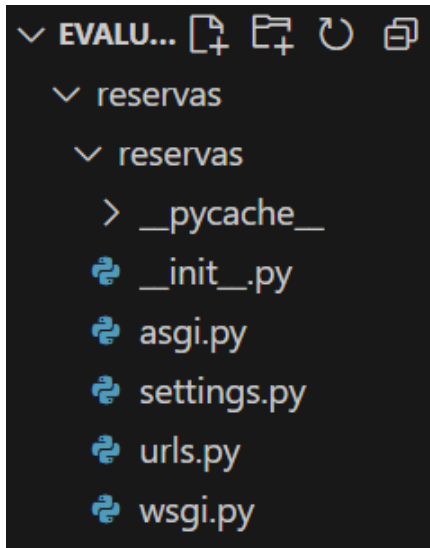 EVALU...
reservas
reservas
__pycache__
__init__.py
asgi.py
settings.py
urls.py
wsgi.py